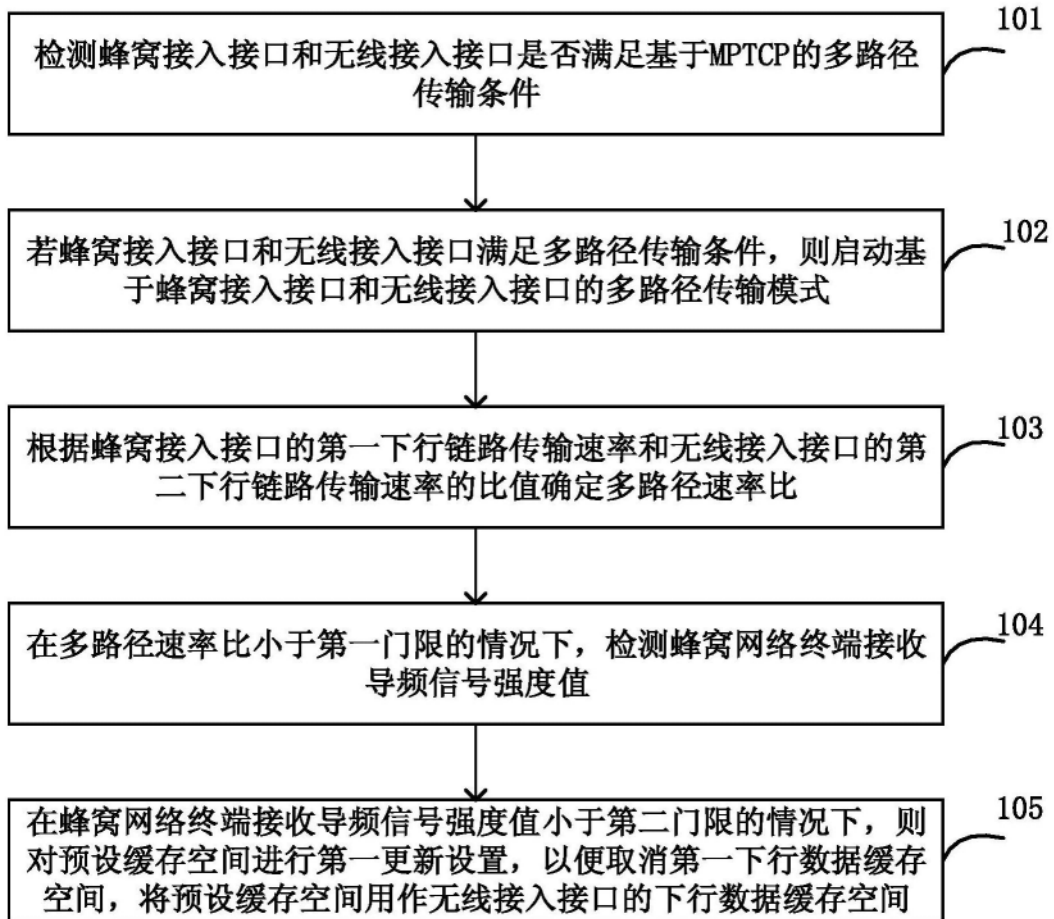 101
检测蜂窝接入接口和无线接入接口是否满足基于MPTCP的多路径
传输条件
102
若蜂窝接入接口和无线接入接口满足多路径传输条件，则启动基
于蜂窝接入接口和无线接入接口的多路径传输模式
103
根据蜂窝接入接口的第一下行链路传输速率和无线接入接口的第
二下行链路传输速率的比值确定多路径速率比
104
在多路径速率比小于第一门限的情况下，检测蜂窝网络终端接收
导频信号强度值
105
在蜂窝网络终端接收导频信号强度值小于第二门限的情况下，则
对预设缓存空间进行第一更新设置，以便取消第一下行数据缓存
空间，将预设缓存空间用作无线接入接口的下行数据缓存空间